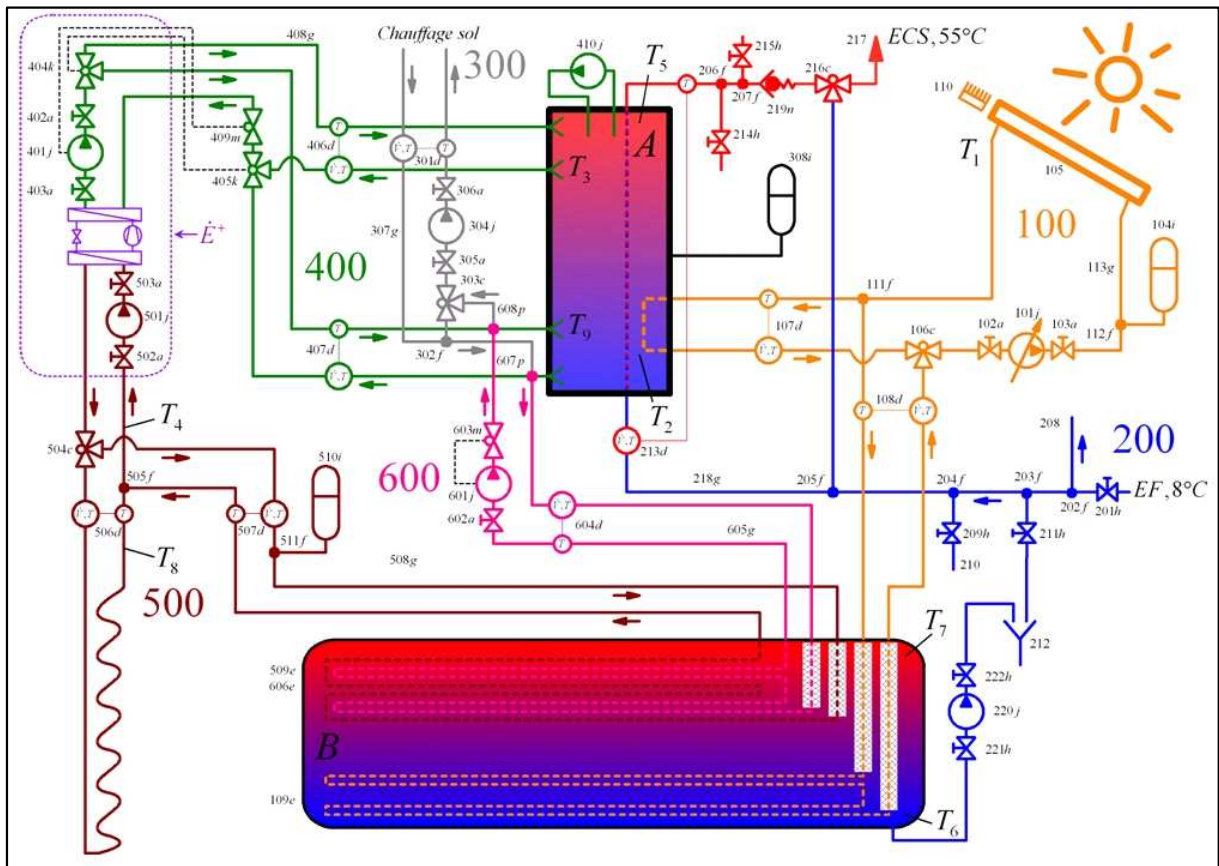 408g
Chauffage sol
300
410j
T5
215h
206f
217
ECS, 55°C
216c
404k
207f
219n
110
402a
A
214h
T1
105
401j
409m
T
V̇,T
T
406d
301d
T3
308i
403a
405k
V̇,T
306a
100
104i
Ė⁺
307g
304j
113g
400
305a
303c
111f
503a
608p
T
T
T9
106c
102a
101j
103a
112f
501j
407d
107d
502a
V̇,T
302f
607p
V̇,T
T4
T2
T
108d
V̇,T
504c
603m
V̇,T
213d
208
200
510i
600
505f
601j
218g
205f
204f
203f
202f
201h
EF, 8°C
V̇,T
T
T
V̇,T
602a
V̇,T
506d
507d
604d
209h
211h
511f
T
605g
T8
508g
210
500
T7
212
509e
606e
222h
220j
B
221h
109e
T6